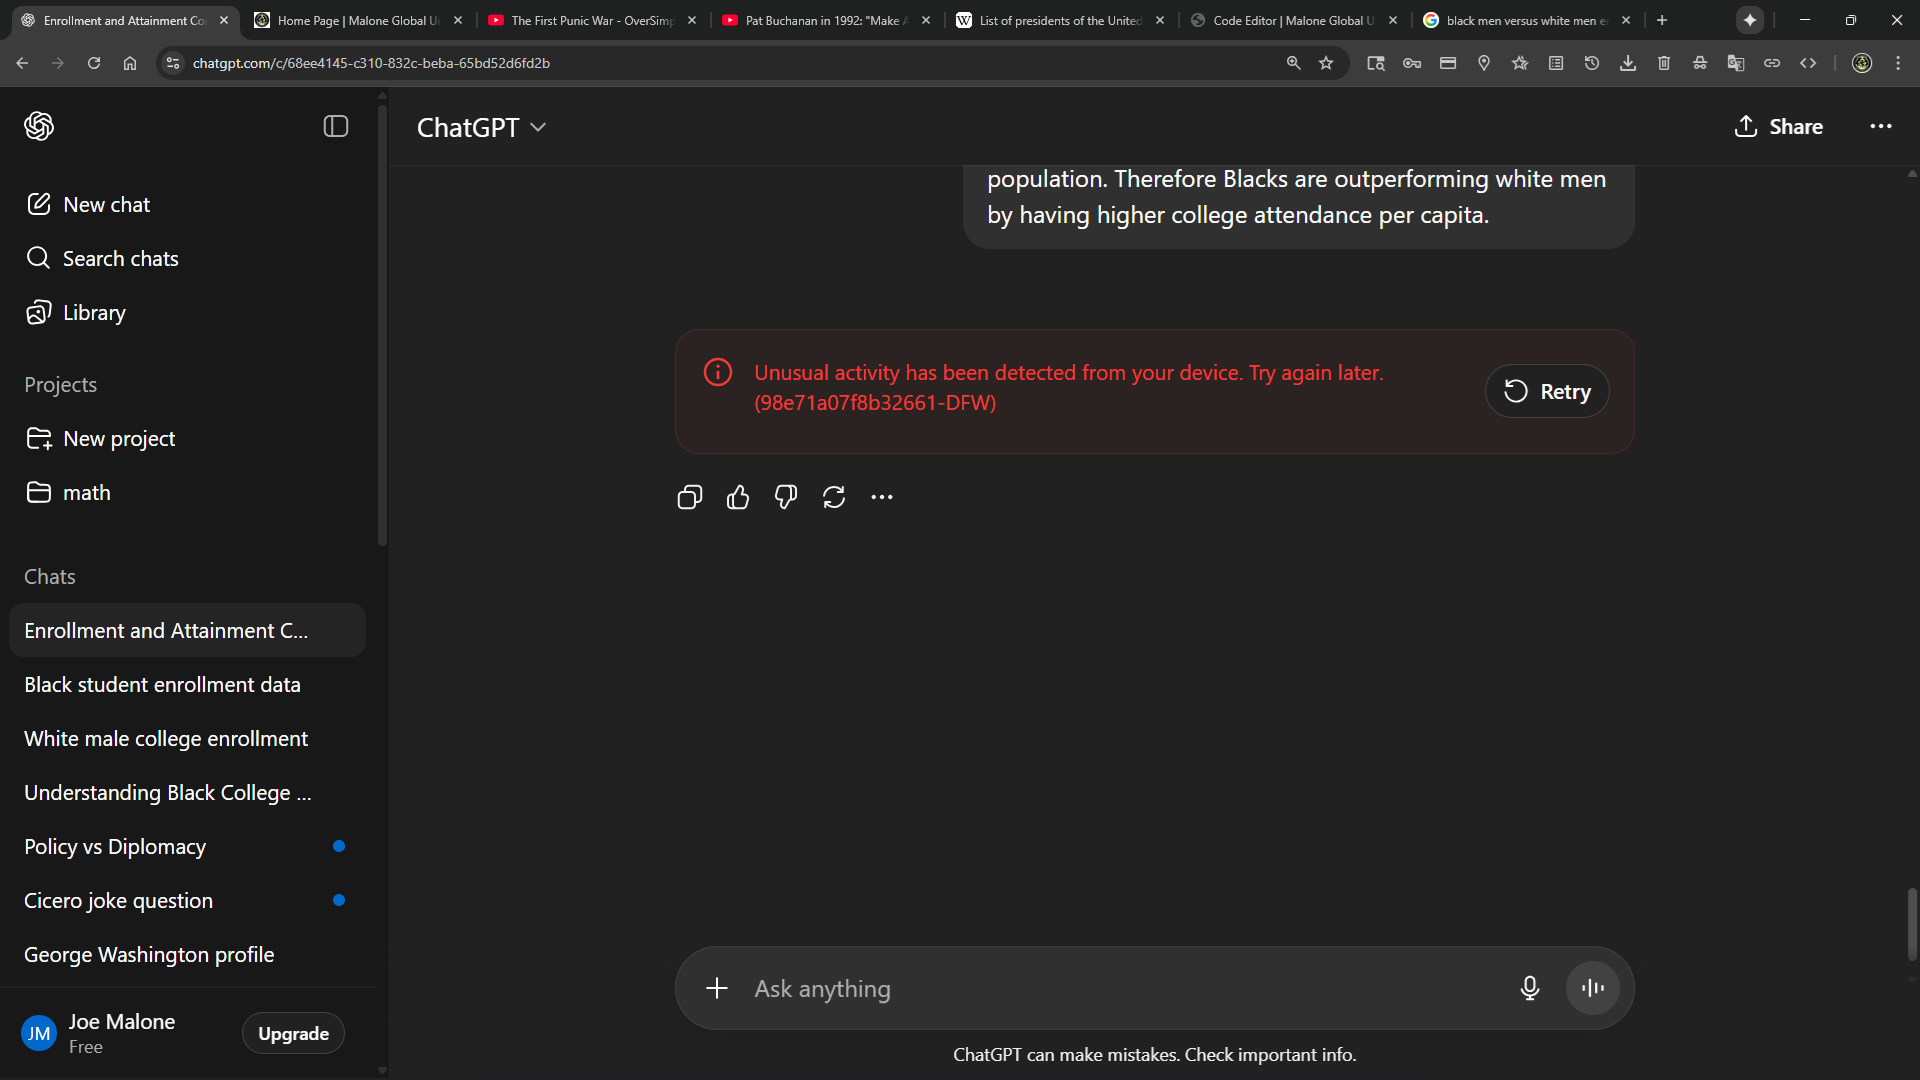 Enrollment and Attainment Co
Home Page | Malone Global U
The First Punic War - OverSimp
Pat Buchanan in 1992: "Make A
List of presidents of the United
Code Editor | Malone Global U
black men versus white men e
chatgpt.com/c/68ee4145-c310-832c-beba-65bd52d6fd2b
ChatGPT
Share
New chat
Search chats
Library
Projects
New project
math
Chats
Enrollment and Attainment C...
Black student enrollment data
White male college enrollment
Understanding Black College ...
Policy vs Diplomacy
Cicero joke question
George Washington profile
JM
Joe Malone
Free
Upgrade
population. Therefore Blacks are outperforming white men
by having higher college attendance per capita.
Unusual activity has been detected from your device. Try again later.
(98e71a07f8b32661-DFW)
Retry
Ask anything
ChatGPT can make mistakes. Check important info.